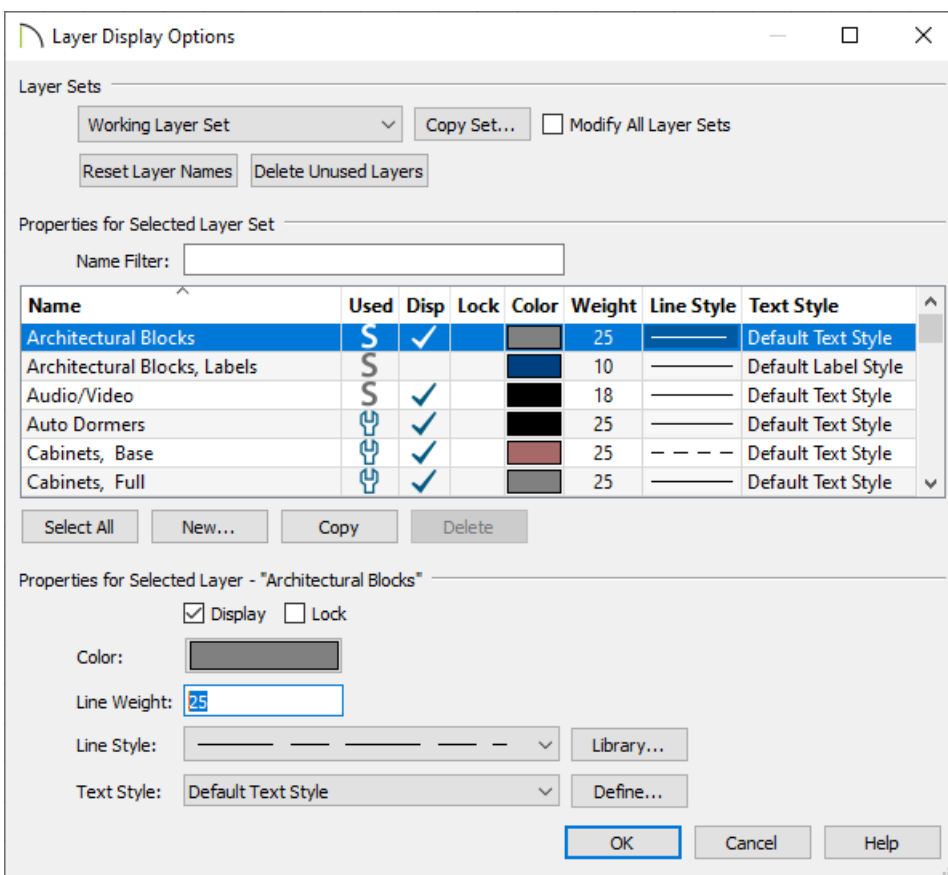 Layer Display Options
Layer Sets
Working Layer Set Copy Set... Modify All Layer Sets
Reset Layer Names Delete Unused Layers
Properties for Selected Layer Set
Name Filter:
Name Used Disp Lock Color Weight Line Style Text Style
Architectural Blocks S 25 Default Text Style
Architectural Blocks, Labels S 10 Default Label Style
Audio/Video S 18 Default Text Style
Auto Dormers 25 Default Text Style
Cabinets, Base 25 Default Text Style
Cabinets, Full 25 Default Text Style
Select All New... Copy Delete
Properties for Selected Layer - "Architectural Blocks"
Display Lock
Color:
Line Weight: 25
Line Style: Library...
Text Style: Default Text Style Define...
OK Cancel Help